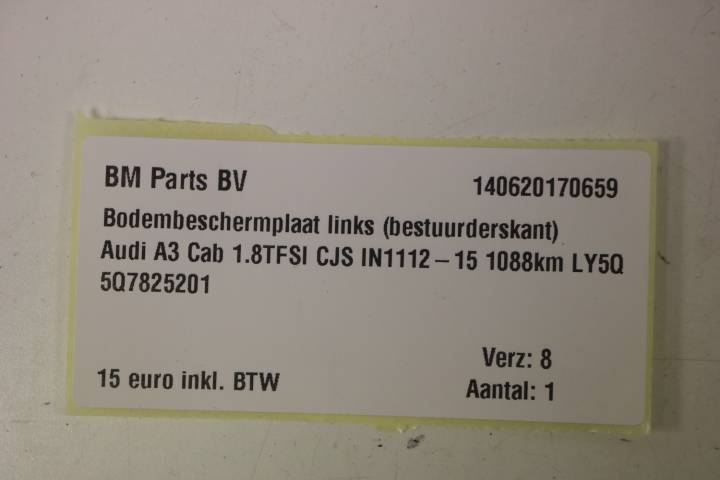 BM Parts BV 140620170659
Bodembeschermplaat links (bestuurderskant)
Audi A3 Cab 1.8TFSI CJS IN1112-15 1088km LY5Q
5Q7825201
Verz: 8
15 euro inkl. BTW Aantal: 1